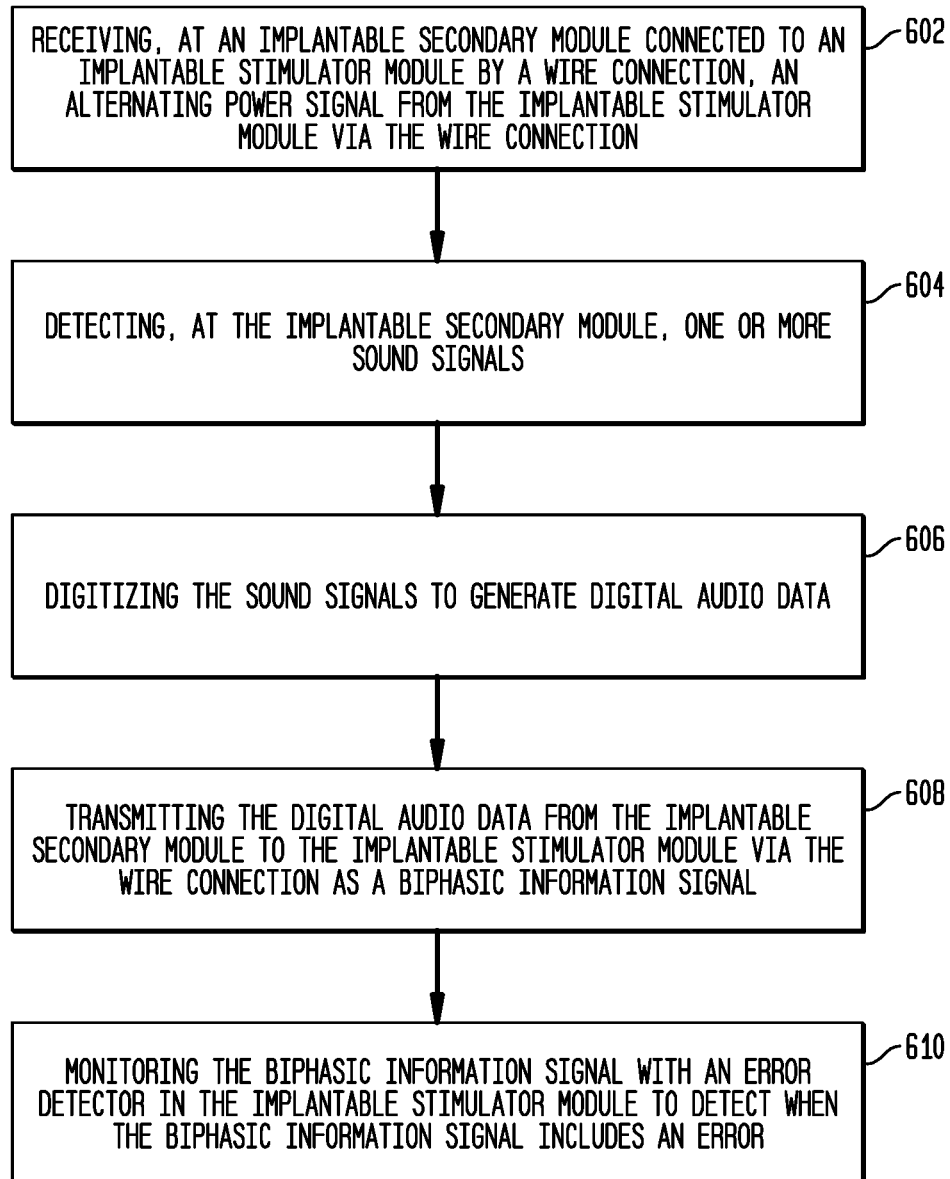 RECEIVING, AT AN IMPLANTABLE SECONDARY MODULE CONNECTED TO AN
IMPLANTABLE STIMULATOR MODULE BY A WIRE CONNECTION, AN
ALTERNATING POWER SIGNAL FROM THE IMPLANTABLE STIMULATOR
MODULE VIA THE WIRE CONNECTION
602
DETECTING, AT THE IMPLANTABLE SECONDARY MODULE, ONE OR MORE
SOUND SIGNALS
604
DIGITIZING THE SOUND SIGNALS TO GENERATE DIGITAL AUDIO DATA
606
TRANSMITTING THE DIGITAL AUDIO DATA FROM THE IMPLANTABLE
SECONDARY MODULE TO THE IMPLANTABLE STIMULATOR MODULE VIA THE
WIRE CONNECTION AS A BIPHASIC INFORMATION SIGNAL
608
MONITORING THE BIPHASIC INFORMATION SIGNAL WITH AN ERROR
DETECTOR IN THE IMPLANTABLE STIMULATOR MODULE TO DETECT WHEN
THE BIPHASIC INFORMATION SIGNAL INCLUDES AN ERROR
610